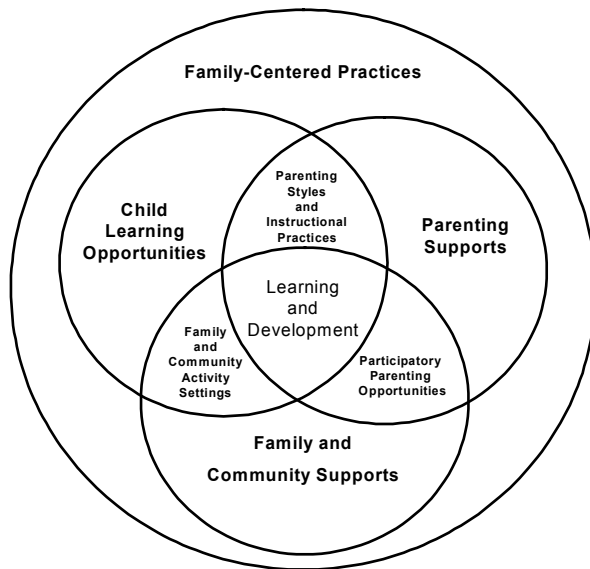 Family-Centered Practices
Parenting
Styles
and
Instructional
Practices
Child
Learning
Opportunities
Parenting
Supports
Learning
and
Development
Family
and
Community
Activity
Settings
Participatory
Parenting
Opportunities
Family and
Community Supports